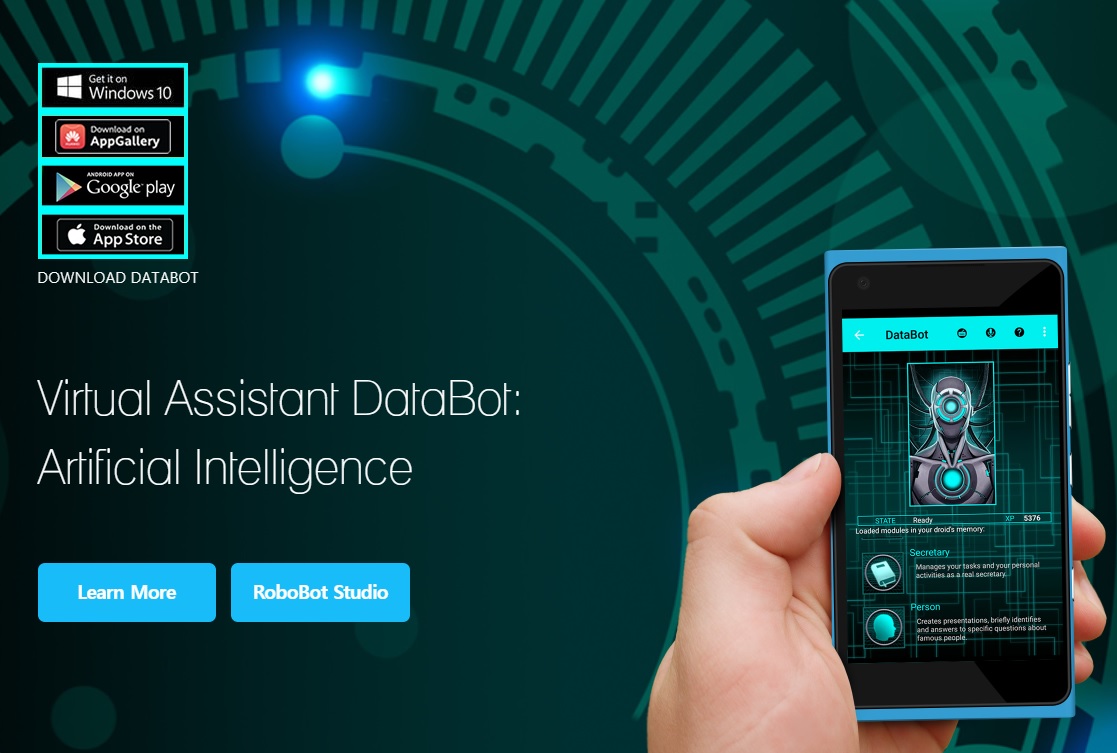 Get it on
Windows 10
Download on
AppGallery
ANDROID APP ON
Google play
Download on the
App Store
DOWNLOAD DATABOT
Virtual Assistant DataBot:
Artificial Intelligence
Learn More
RoboBot Studio
DataBot
STATE Ready XP 5376
Loaded modules in your droid's memory:
Secretary
Manages your tasks and your personal
activities as a real secretary.
Person
Creates presentations, briefly identifies
and answers to specific questions about
famous people.